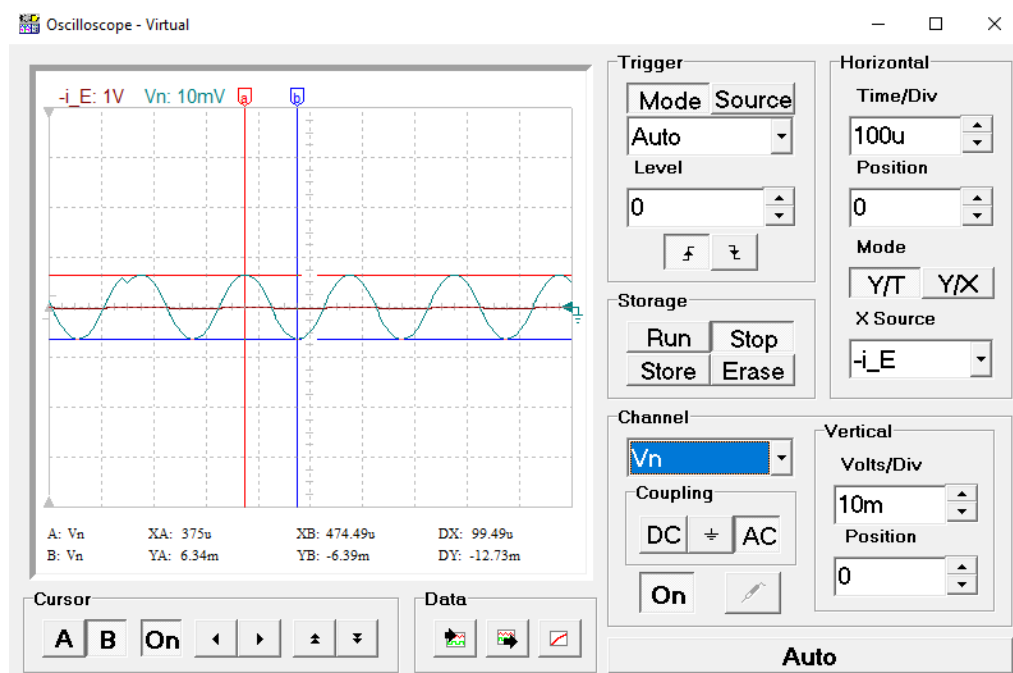 Oscilloscope - Virtual
-i_E: 1V Vn: 10mV a b
A: Vn XA: 375u XB: 474.49u DX: 99.49u
B: Vn YA: 6.34m YB: -6.39m DY: -12.73m
Cursor
A B On
Data
Trigger
Mode Source
Auto
Level
0
Storage
Run Stop
Store Erase
Horizontal
Time/Div
100u
Position
0
Mode
Y/T Y/X
X Source
-i_E
Channel
Vn
Coupling
DC AC
On
Vertical
Volts/Div
10m
Position
0
Auto